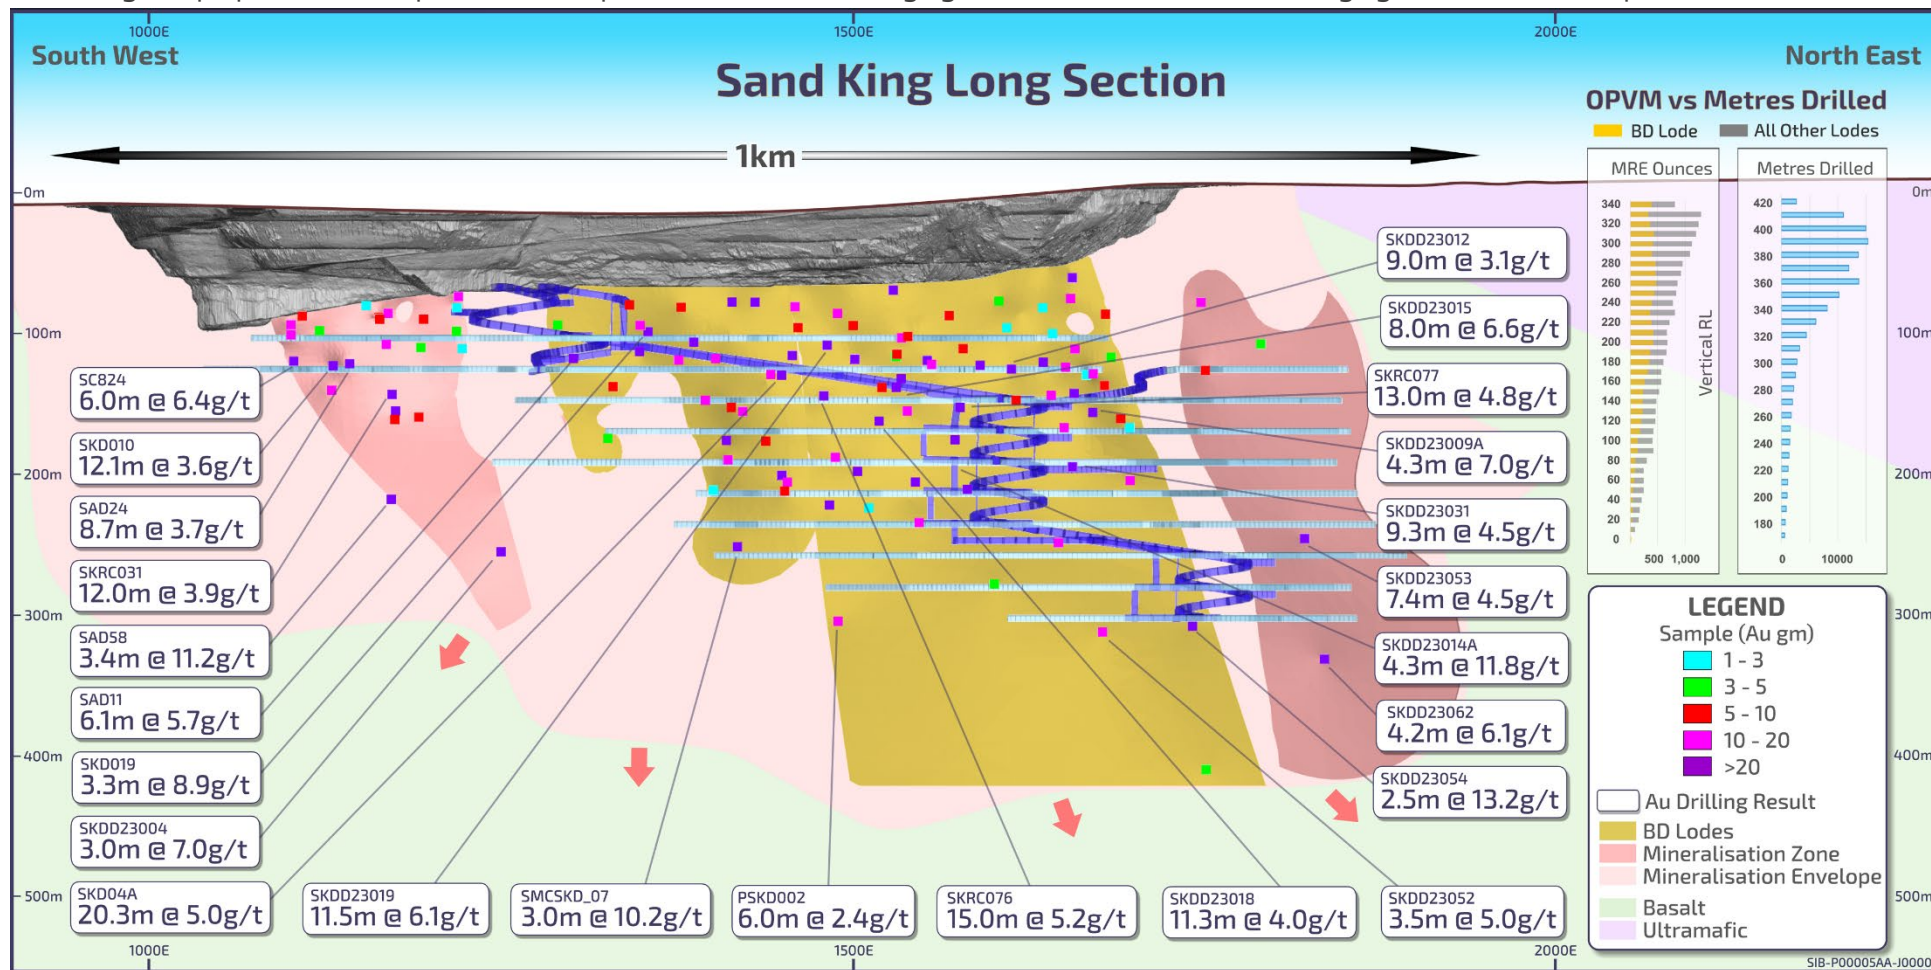 1000E
1500E
2000E
South West
North East
Sand King Long Section
1km
OPVM vs Metres Drilled
BD Lode
All Other Lodes
MRE Ounces
340
320
300
280
260
240
220
200
180
160
140
120
100
80
60
40
20
0
500 1,000
Vertical RL
Metres Drilled
420
400
380
360
340
320
300
280
260
240
220
200
180
0
10000
0m
100m
200m
300m
400m
500m
0m
100m
200m
300m
400m
500m
SC824
6.0m @ 6.4g/t
SKD010
12.1m @ 3.6g/t
SAD24
8.7m @ 3.7g/t
SKRC031
12.0m @ 3.9g/t
SAD58
3.4m @ 11.2g/t
SAD11
6.1m @ 5.7g/t
SKD019
3.3m @ 8.9g/t
SKDD23004
3.0m @ 7.0g/t
SKD04A
20.3m @ 5.0g/t
SKDD23019
11.5m @ 6.1g/t
SMCSKD_07
3.0m @ 10.2g/t
PSKD002
6.0m @ 2.4g/t
SKRC076
15.0m @ 5.2g/t
SKDD23018
11.3m @ 4.0g/t
SKDD23052
3.5m @ 5.0g/t
SKDD23012
9.0m @ 3.1g/t
SKDD23015
8.0m @ 6.6g/t
SKRC077
13.0m @ 4.8g/t
SKDD23009A
4.3m @ 7.0g/t
SKDD23031
9.3m @ 4.5g/t
SKDD23053
7.4m @ 4.5g/t
SKDD23014A
4.3m @ 11.8g/t
SKDD23062
4.2m @ 6.1g/t
SKDD23054
2.5m @ 13.2g/t
LEGEND
Sample (Au gm)
1 - 3
3 - 5
5 - 10
10 - 20
>20
Au Drilling Result
BD Lodes
Mineralisation Zone
Mineralisation Envelope
Basalt
Ultramafic
1000E
1500E
2000E
SIB-P00005AA-J0000